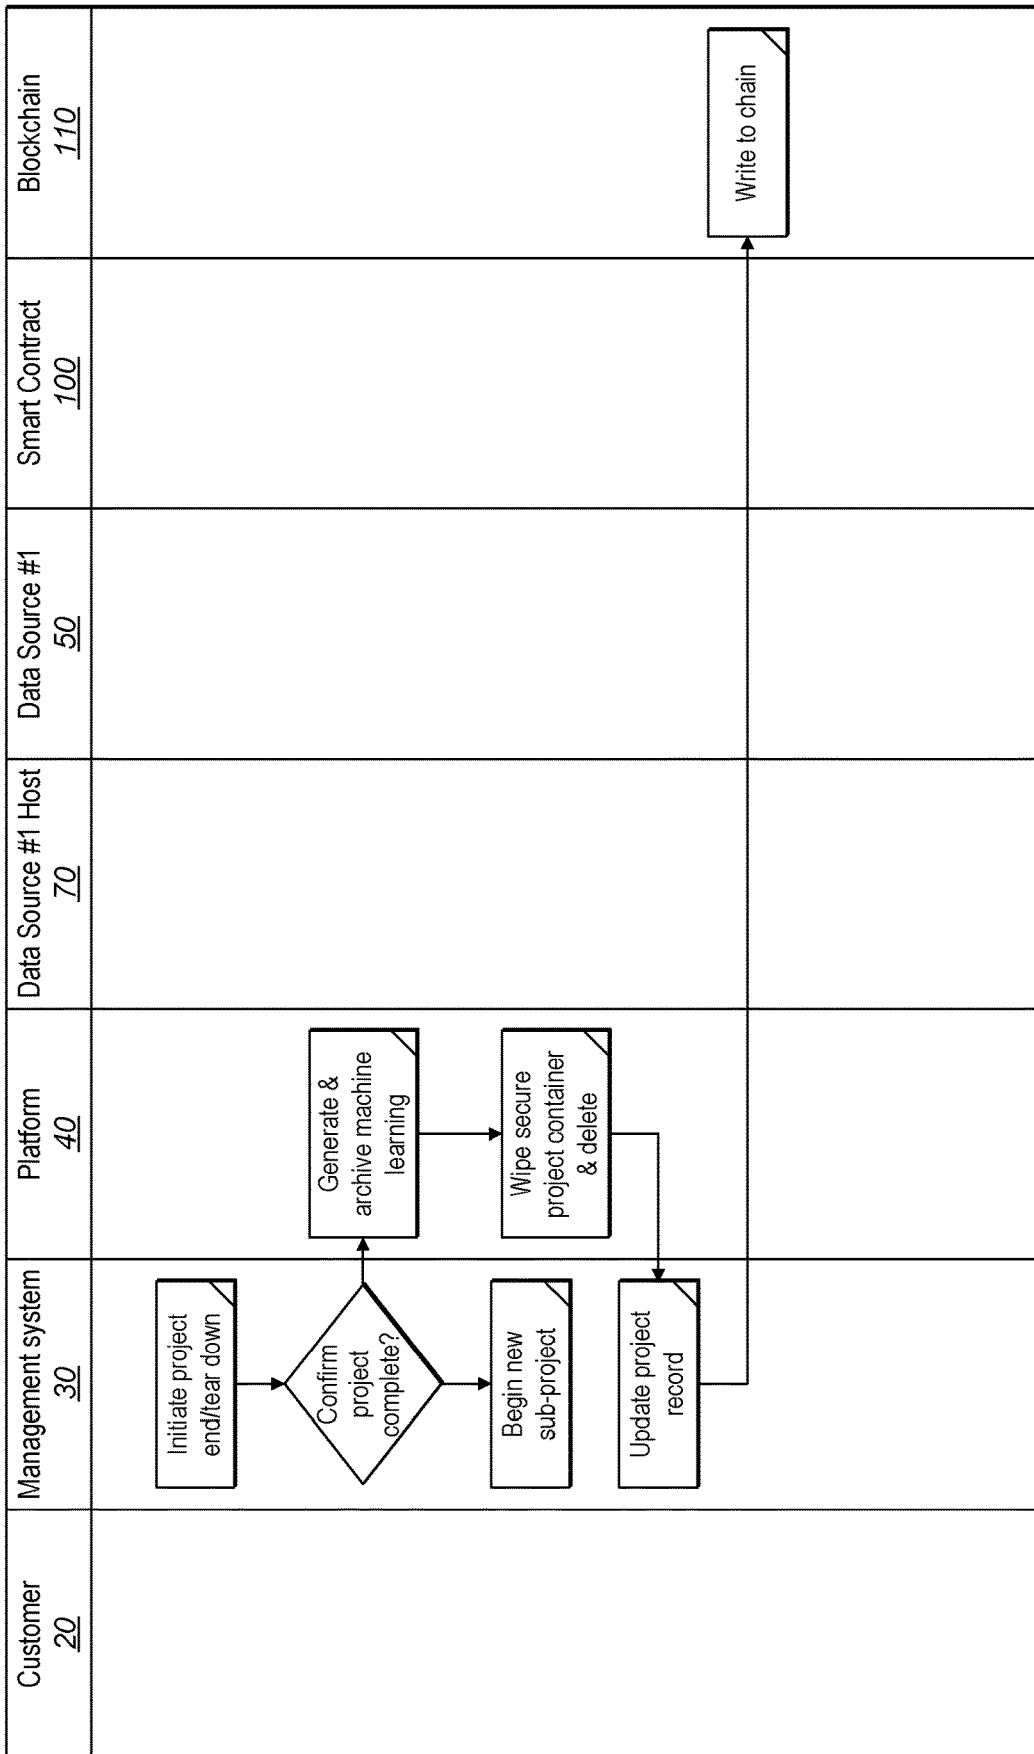 Customer
20
Management system
30
Platform
40
Data Source #1 Host
70
Data Source #1
50
Smart Contract
100
Blockchain
110
Initiate project
end/tear down
Confirm
project
complete?
Generate &
archive machine
learning
Begin new
sub-project
Wipe secure
project container
& delete
Update project
record
Write to chain